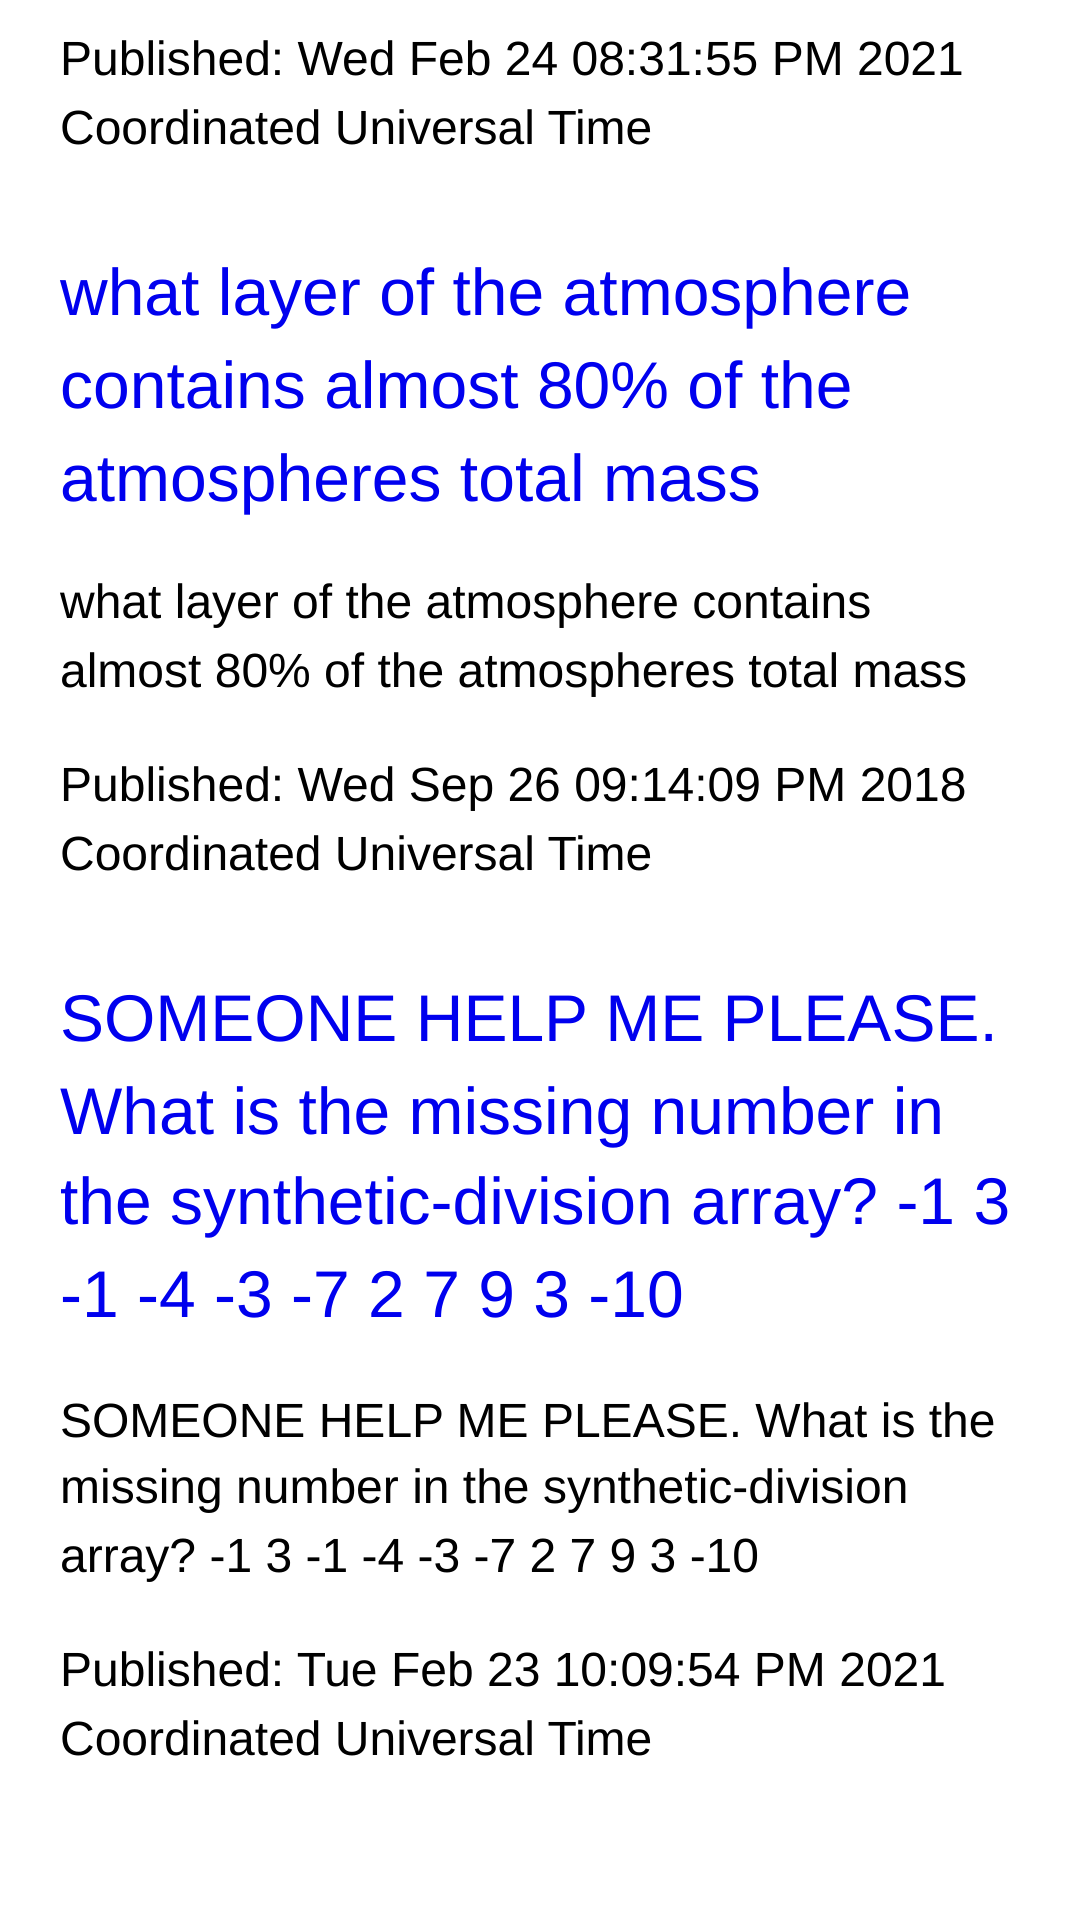 Published: Wed Feb 24 08:31:55 PM 2021
Coordinated Universal Time
what layer of the atmosphere
contains almost 80% of the
atmospheres total mass
what layer of the atmosphere contains
almost 80% of the atmospheres total mass
Published: Wed Sep 26 09:14:09 PM 2018
Coordinated Universal Time
SOMEONE HELP ME PLEASE.
What is the missing number in
the synthetic-division array? -1 3
-1 -4 -3 -7 2 7 9 3 -10
SOMEONE HELP ME PLEASE. What is the
missing number in the synthetic-division
array? -1 3 -1 -4 -3 -7 2 7 9 3 -10
Published: Tue Feb 23 10:09:54 PM 2021
Coordinated Universal Time